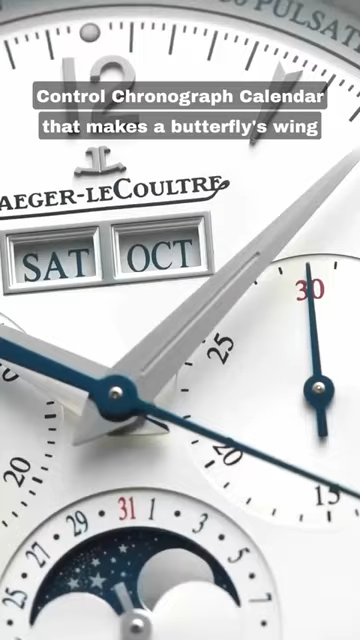 PULSAT
12
Control Chronograph Calendar
that makes a butterfly's wing
AEGER-LECOULTRE
SAT OCT
30
25
20
15
20
25 27 29 31 1 3 5 7